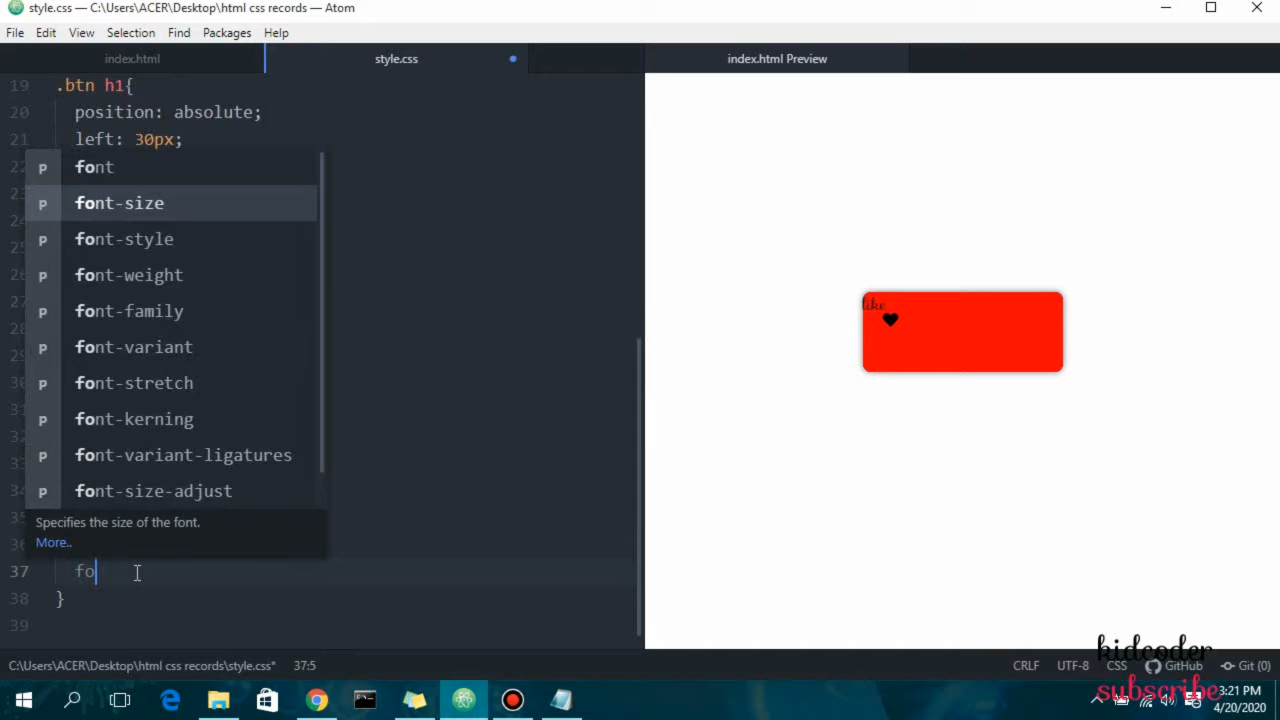 style.css — C:\Users\ACER\Desktop\html css records — Atom
File Edit View Selection Find Packages Help
index.html style.css index.html Preview
19 .btn h1{
20 position: absolute;
21 left: 30px;
font
font-size
font-style
font-weight
font-family
font-variant
font-stretch
font-kerning
font-variant-ligatures
font-size-adjust
Specifies the size of the font.
More..
37 fo
38 }
39
like
kidcoder
subscribe
C:\Users\ACER\Desktop\html css records\style.css* 37:5 CRLF UTF-8 CSS GitHub Git (0)
3:21 PM
4/20/2020